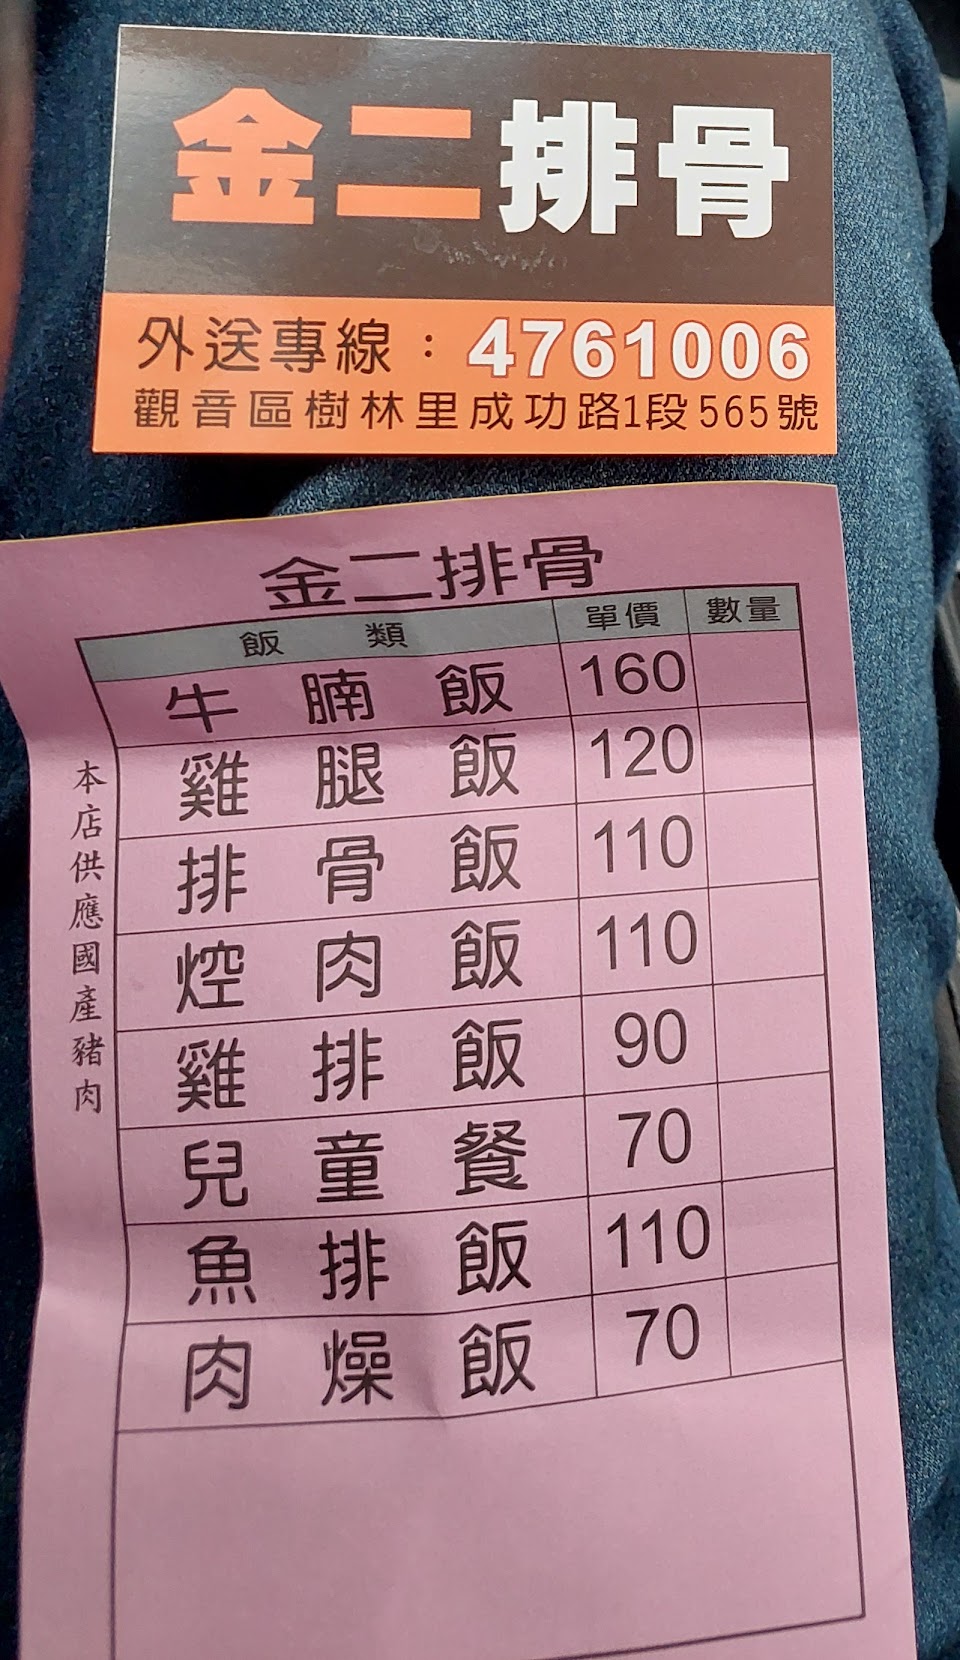 金二排骨
外送專線：4761006
觀音區樹林里成功路1段565號
金二排骨
飯類 單價 數量
牛腩飯 160
雞腿飯 120
排骨飯 110
焢肉飯 110
雞排飯 90
兒童餐 70
魚排飯 110
肉燥飯 70
本店供應國產豬肉